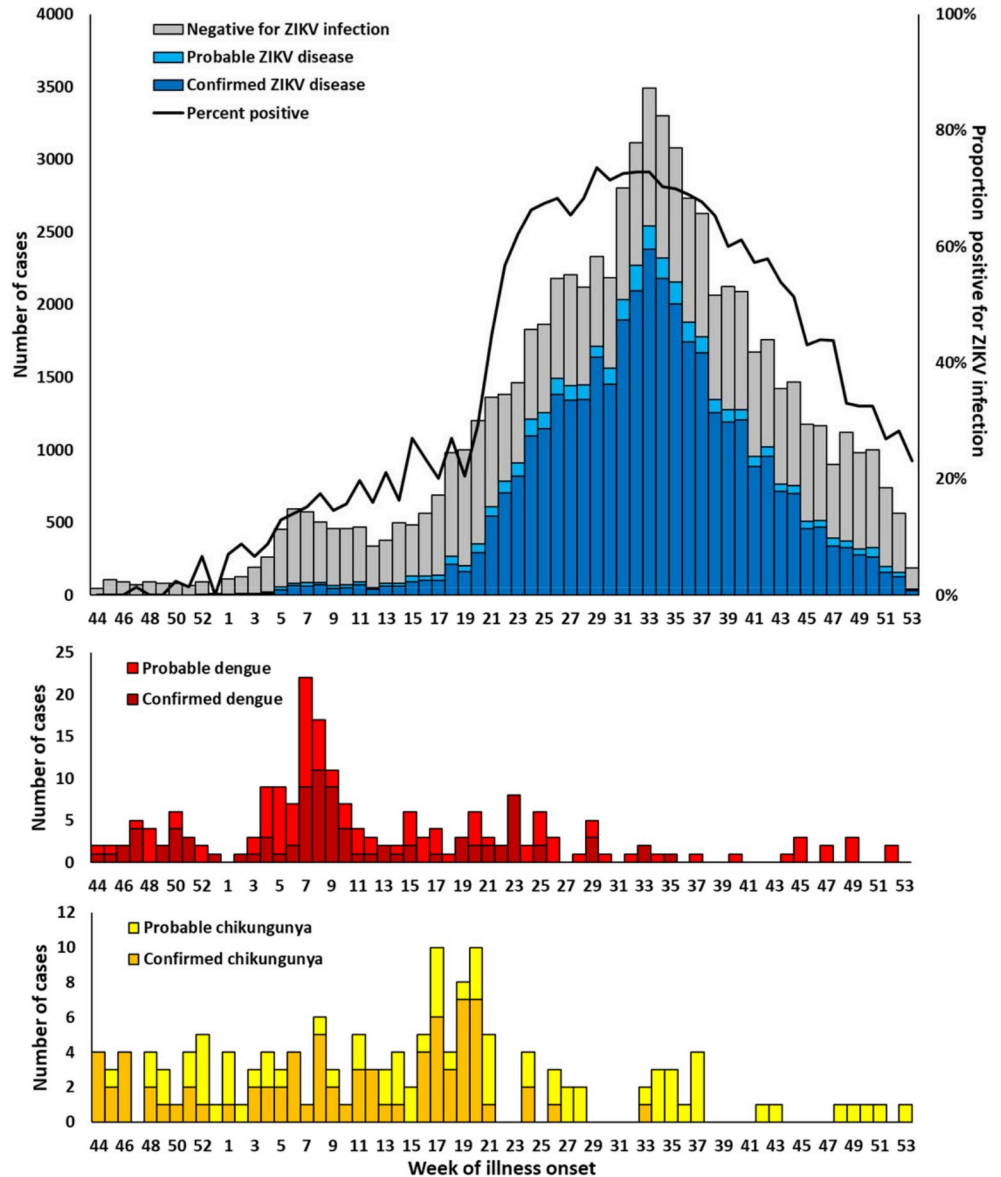 4000
3500
3000
2500
2000
1500
1000
500
0
Number of cases
Negative for ZIKV infection
Probable ZIKV disease
Confirmed ZIKV disease
Percent positive
100%
80%
60%
40%
20%
0%
Proportion positive for ZIKV infection
44 46 48 50 52 1 3 5 7 9 11 13 15 17 19 21 23 25 27 29 31 33 35 37 39 41 43 45 47 49 51 53
25
20
15
10
5
0
Number of cases
Probable dengue
Confirmed dengue
44 46 48 50 52 1 3 5 7 9 11 13 15 17 19 21 23 25 27 29 31 33 35 37 39 41 43 45 47 49 51 53
12
10
8
6
4
2
0
Number of cases
Probable chikungunya
Confirmed chikungunya
44 46 48 50 52 1 3 5 7 9 11 13 15 17 19 21 23 25 27 29 31 33 35 37 39 41 43 45 47 49 51 53
Week of illness onset